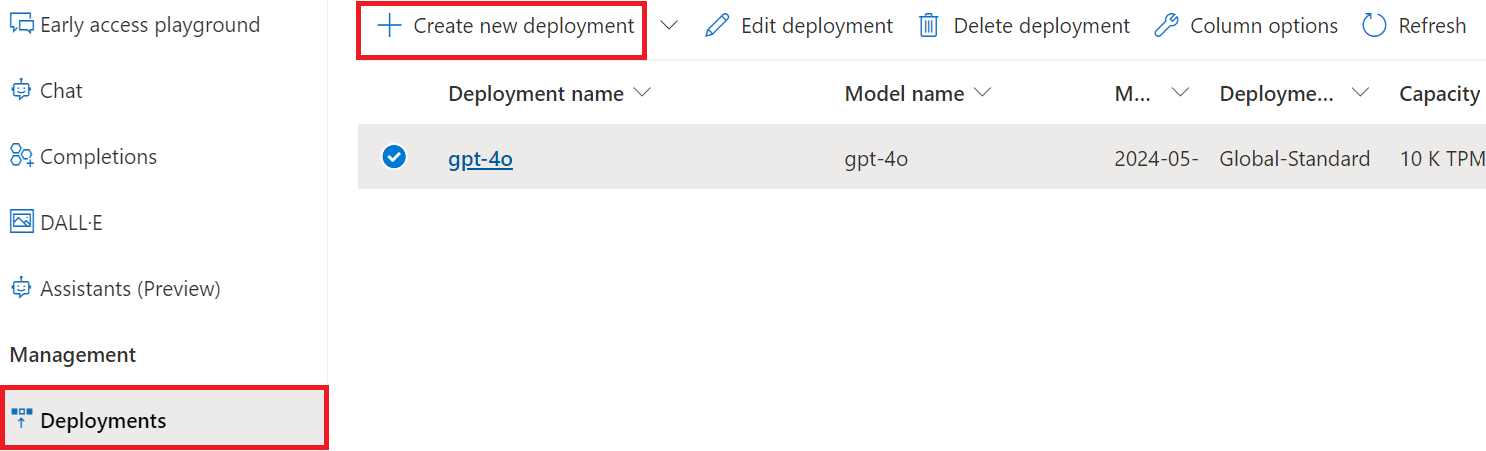 Early access playground
Chat
Completions
DALL·E
Assistants (Preview)
Management
Deployments
Create new deployment Edit deployment Delete deployment Column options Refresh
Deployment name Model name M... Deployme... Capacity
gpt-4o gpt-4o 2024-05- Global-Standard 10 K TPM